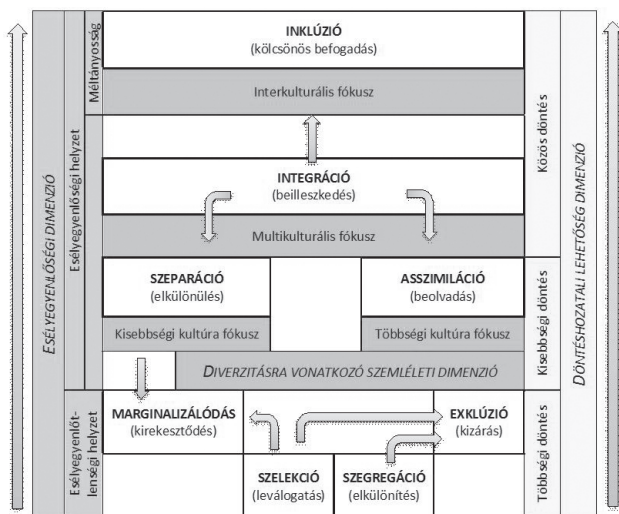 ESÉLYEGYENLŐSÉGI DIMENZIÓ
Méltányosság
Esélyegyenlőségi helyzet
Esélyegyenlőt-
lenségi helyzet
INKLÚZIÓ
(kölcsönös befogadás)
Interkulturális fókusz
INTEGRÁCIÓ
(beilleszkedés)
Multikulturális fókusz
SZEPARÁCIÓ
(elkülönülés)
ASSZIMILÁCIÓ
(beolvadás)
Kisebbségi kultúra fókusz
Többségi kultúra fókusz
DIVERZITÁSRA VONATKOZÓ SZEMLÉLETI DIMENZIÓ
MARGINALIZÁLÓDÁS
(kirekesztődés)
EXKLÚZIÓ
(kizárás)
SZELEKCIÓ
(leválogatás)
SZEGREGÁCIÓ
(elkülönítés)
Közös döntés
Kisebbségi döntés
Többségi döntés
DÖNTÉSHOZATALI LEHETŐSÉG DIMENZIÓ